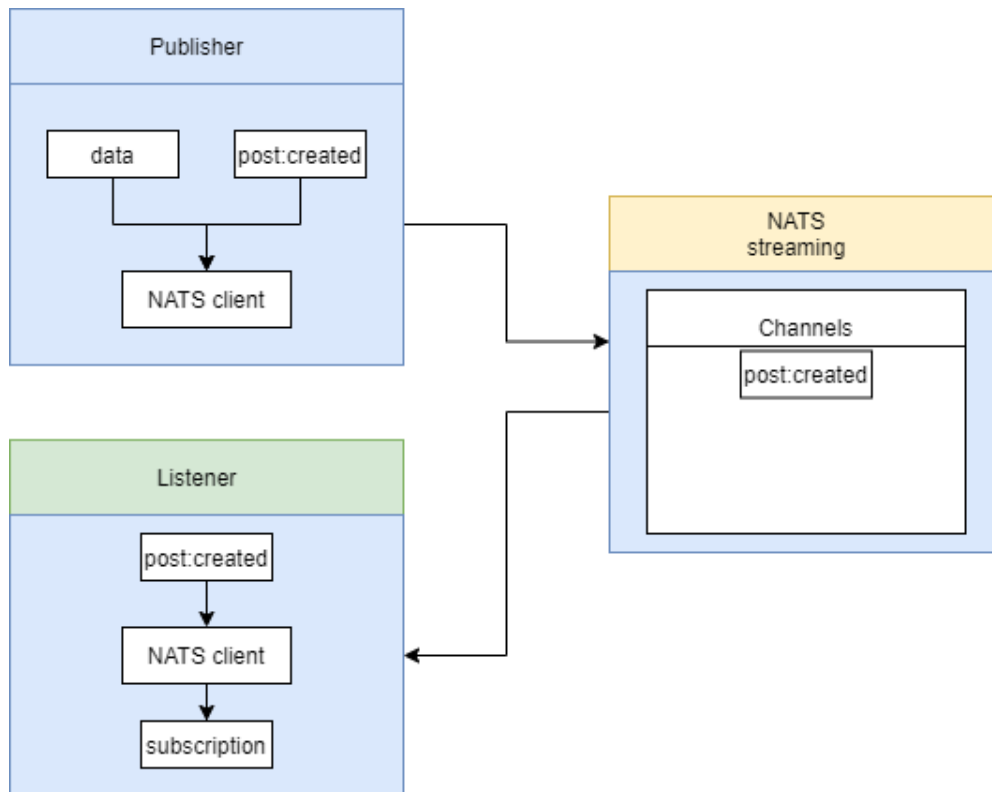 Publisher
data
post:created
NATS client
NATS
streaming
Channels
post:created
Listener
post:created
NATS client
subscription